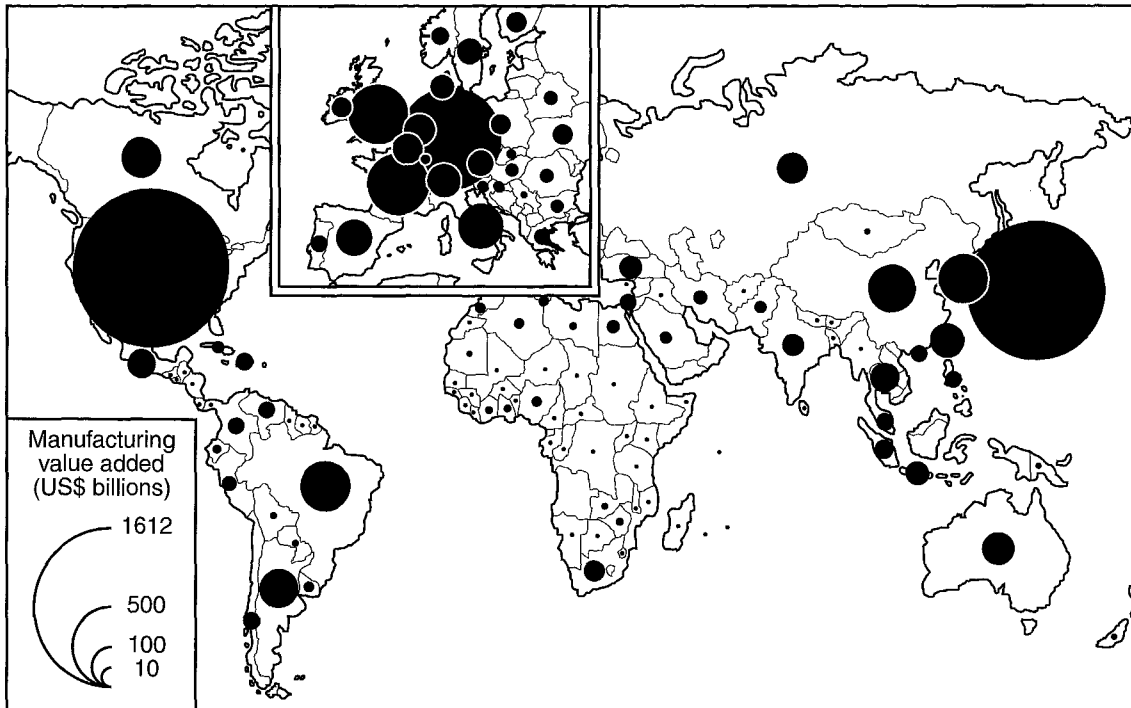 Manufacturing
value added
(US$ billions)
1612
500
100
10